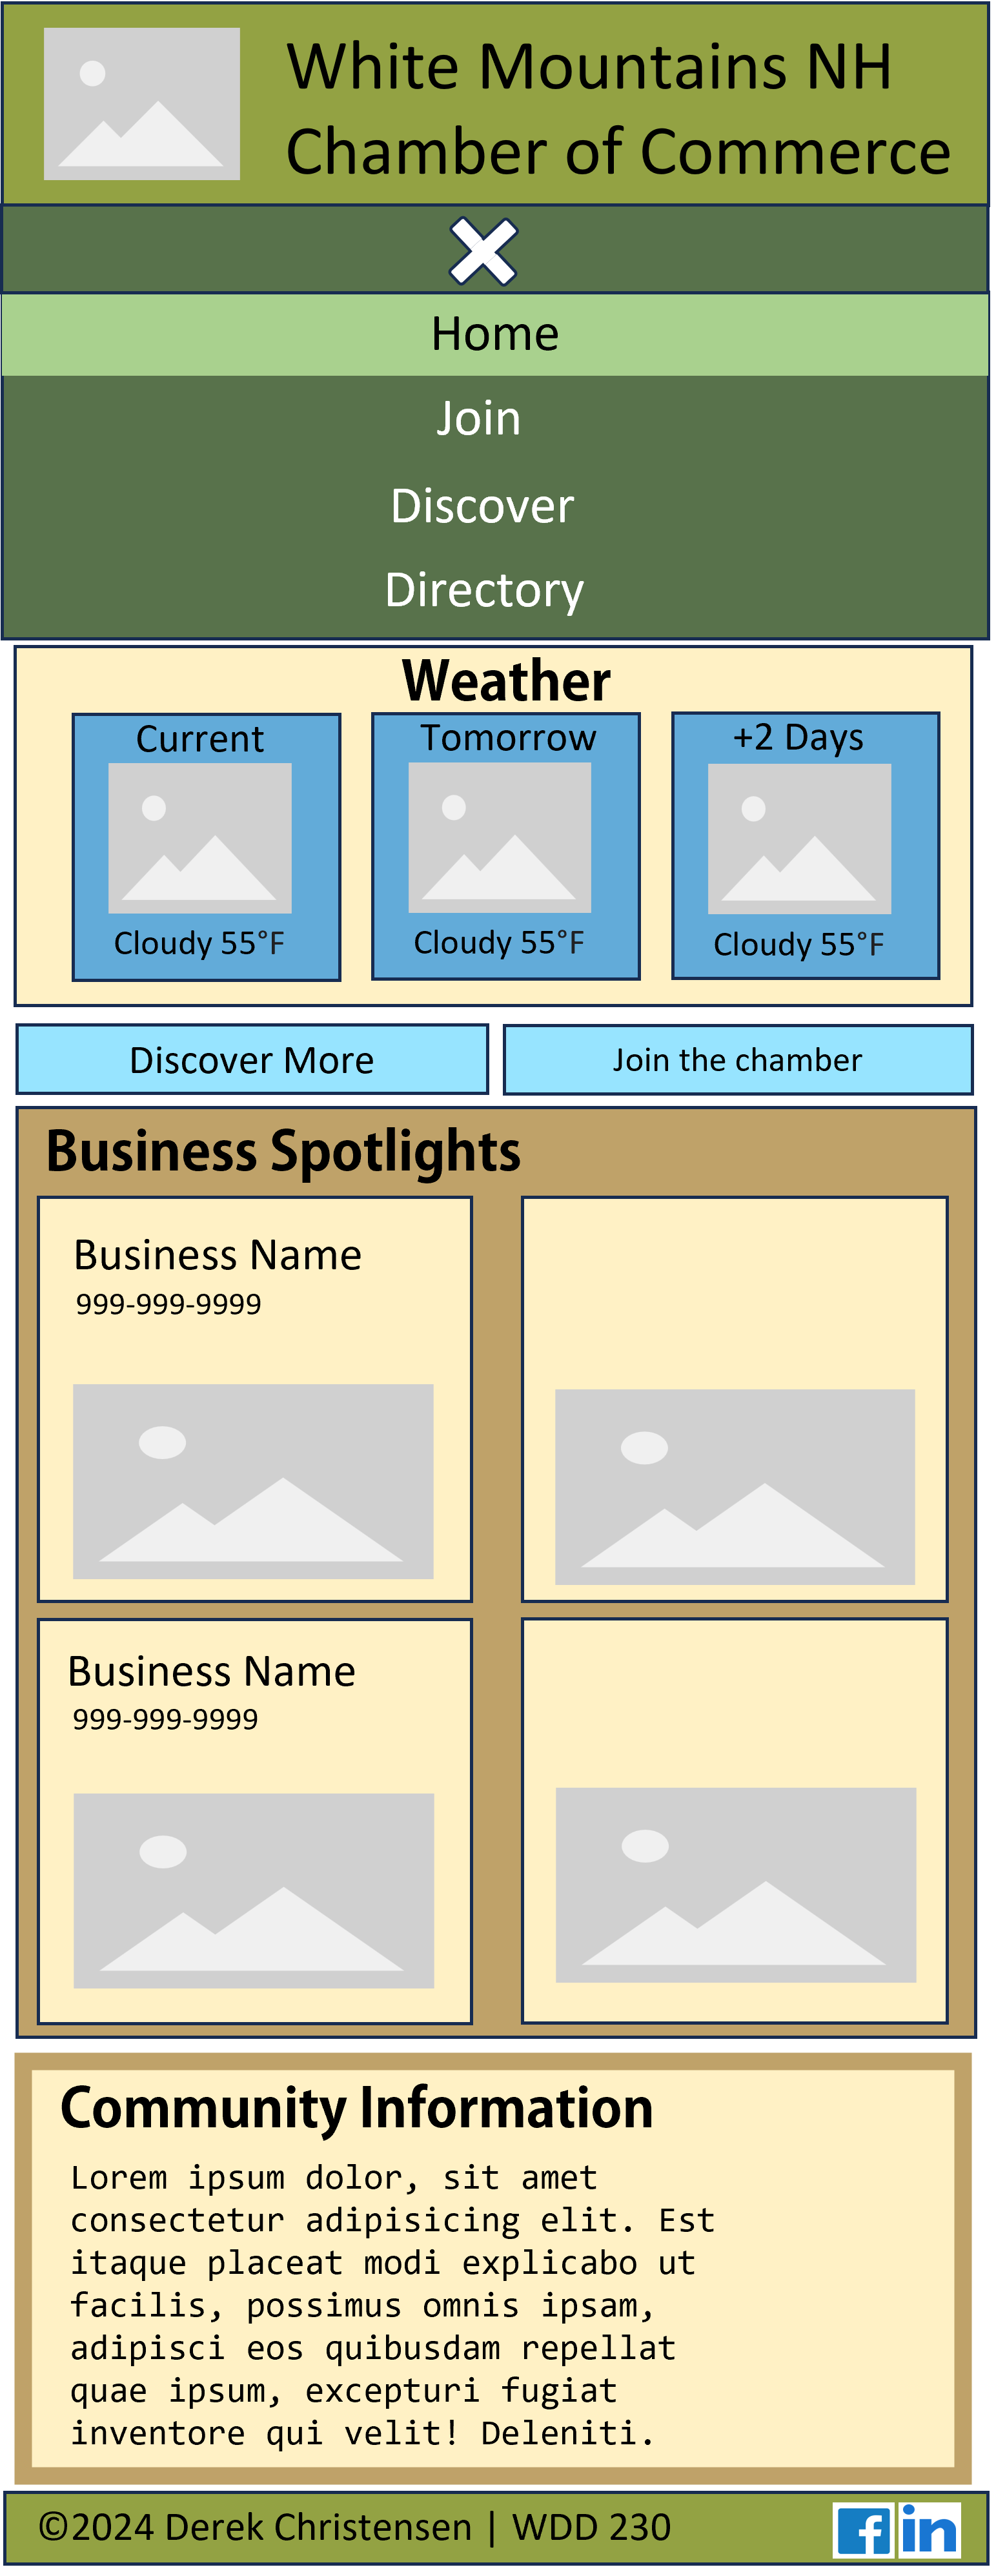 White Mountains NH
Chamber of Commerce
Home
Join
Discover
Directory
Weather
Current
Tomorrow
+2 Days
Cloudy 55°F
Cloudy 55°F
Cloudy 55°F
Discover More
Join the chamber
Business Spotlights
Business Name
999-999-9999
Business Name
999-999-9999
Community Information
Lorem ipsum dolor, sit amet
consectetur adipisicing elit. Est
itaque placeat modi explicabo ut
facilis, possimus omnis ipsam,
adipisci eos quibusdam repellat
quae ipsum, excepturi fugiat
inventore qui velit! Deleniti.
©2024 Derek Christensen | WDD 230
f in